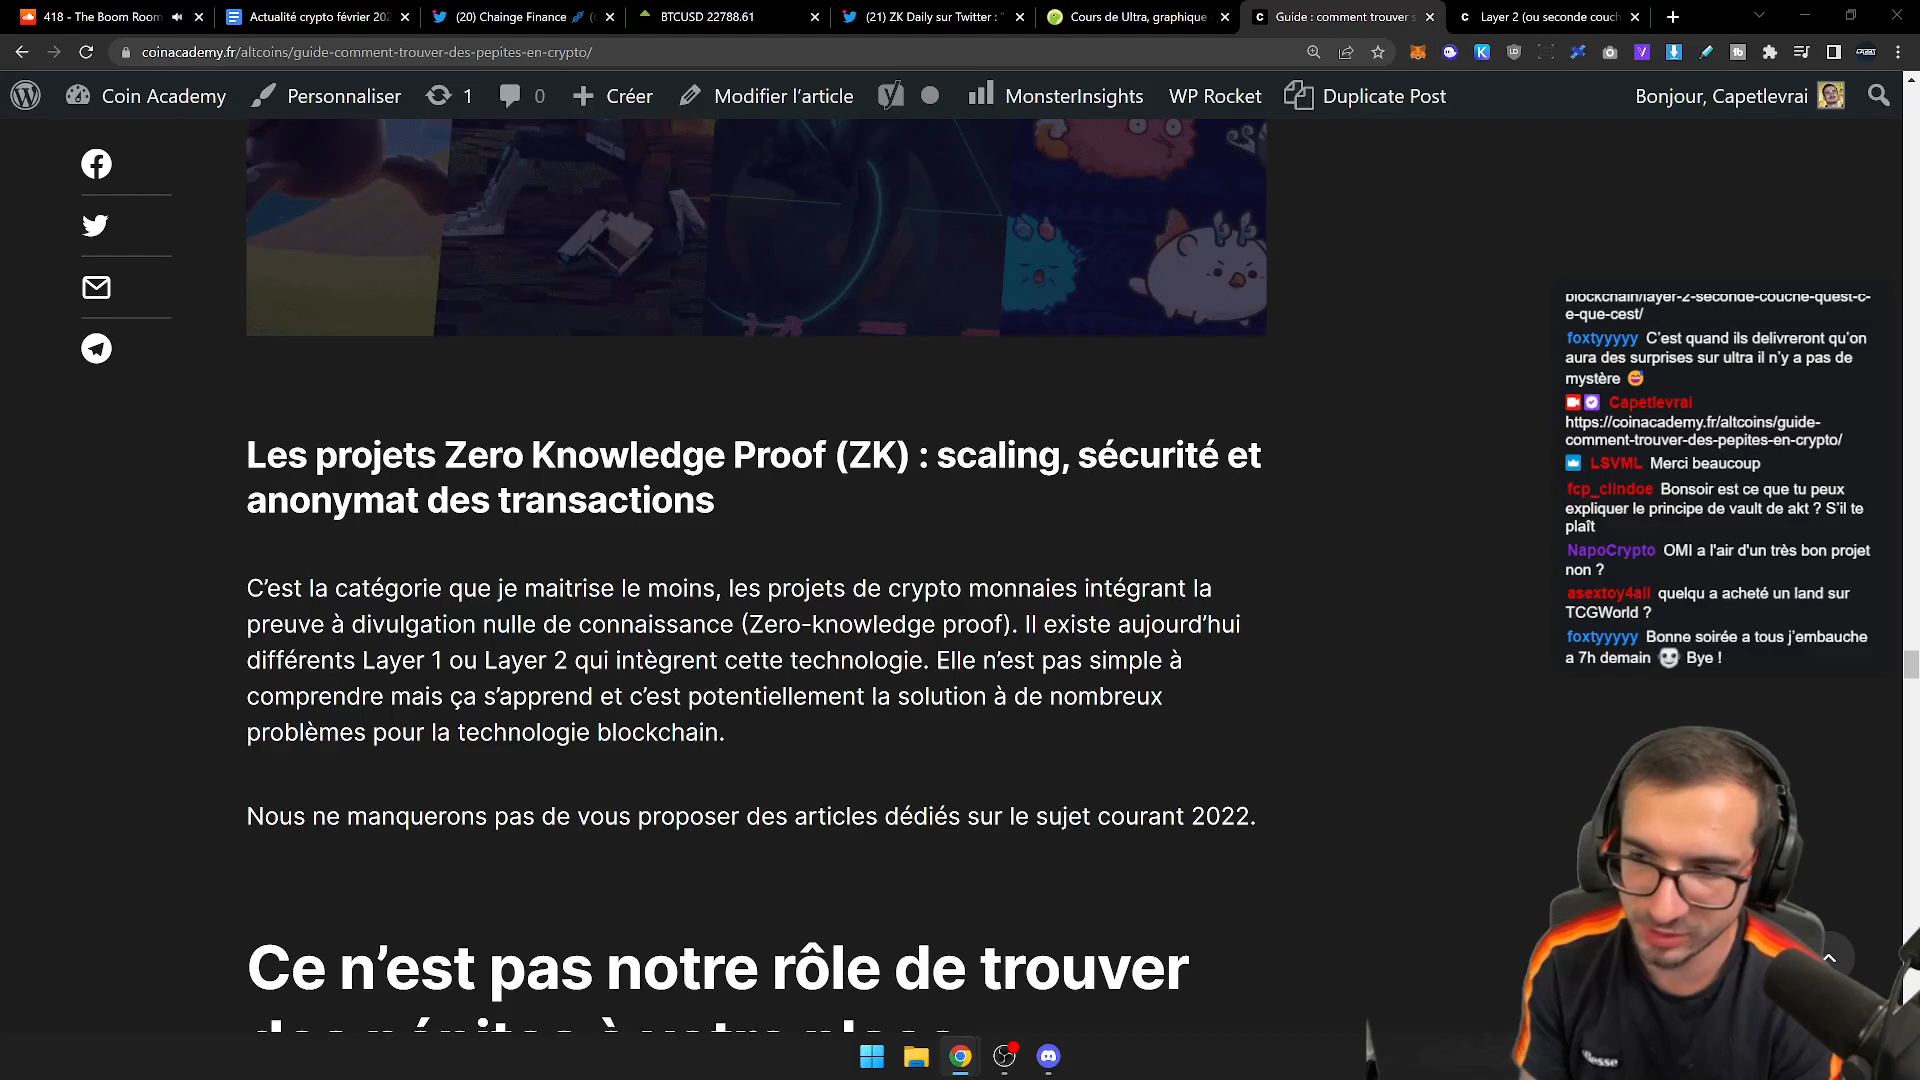 418 - The Boom Room
Actualité crypto février 202
(20) Chainge Finance
BTCUSD 22788.61
(21) ZK Daily sur Twitter : "
Cours de Ultra, graphique
Guide : comment trouver s
Layer 2 (ou seconde couch
coinacademy.fr/altcoins/guide-comment-trouver-des-pepites-en-crypto/
Coin Academy
Personnaliser
1
0
Créer
Modifier l’article
MonsterInsights
WP Rocket
Duplicate Post
Bonjour, Capetlevrai
Les projets Zero Knowledge Proof (ZK) : scaling, sécurité et
anonymat des transactions
C’est la catégorie que je maitrise le moins, les projets de crypto monnaies intégrant la
preuve à divulgation nulle de connaissance (Zero-knowledge proof). Il existe aujourd’hui
différents Layer 1 ou Layer 2 qui intègrent cette technologie. Elle n’est pas simple à
comprendre mais ça s’apprend et c’est potentiellement la solution à de nombreux
problèmes pour la technologie blockchain.
Nous ne manquerons pas de vous proposer des articles dédiés sur le sujet courant 2022.
Ce n’est pas notre rôle de trouver
des pépites à votre place
blockchain/layer-2-seconde-couche-quest-c-
e-que-cest/
foxtyyyyy C’est quand ils delivreront qu’on
aura des surprises sur ultra il n’y a pas de
mystère 😅
Capetlevrai
https://coinacademy.fr/altcoins/guide-
comment-trouver-des-pepites-en-crypto/
LSVML Merci beaucoup
fcp_clindoe Bonsoir est ce que tu peux
expliquer le principe de vault de akt ? S’il te
plaît
NapoCrypto OMI a l'air d'un très bon projet
non ?
asextoy4all quelqu a acheté un land sur
TCGWorld ?
foxtyyyyy Bonne soirée a tous j’embauche
a 7h demain 💀 Bye !
ellesse